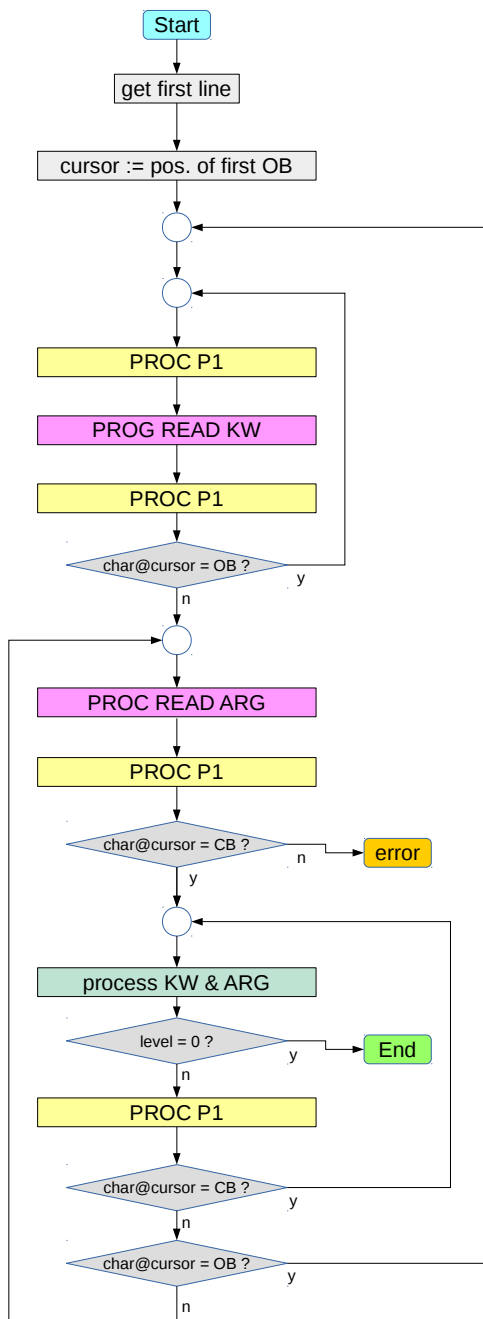 Start
get first line
cursor := pos. of first OB
PROC P1
PROG READ KW
PROC P1
char@cursor = OB ?
y
n
PROC READ ARG
PROC P1
char@cursor = CB ?
n
error
y
process KW & ARG
level = 0 ?
y
End
n
PROC P1
char@cursor = CB ?
y
n
char@cursor = OB ?
y
n